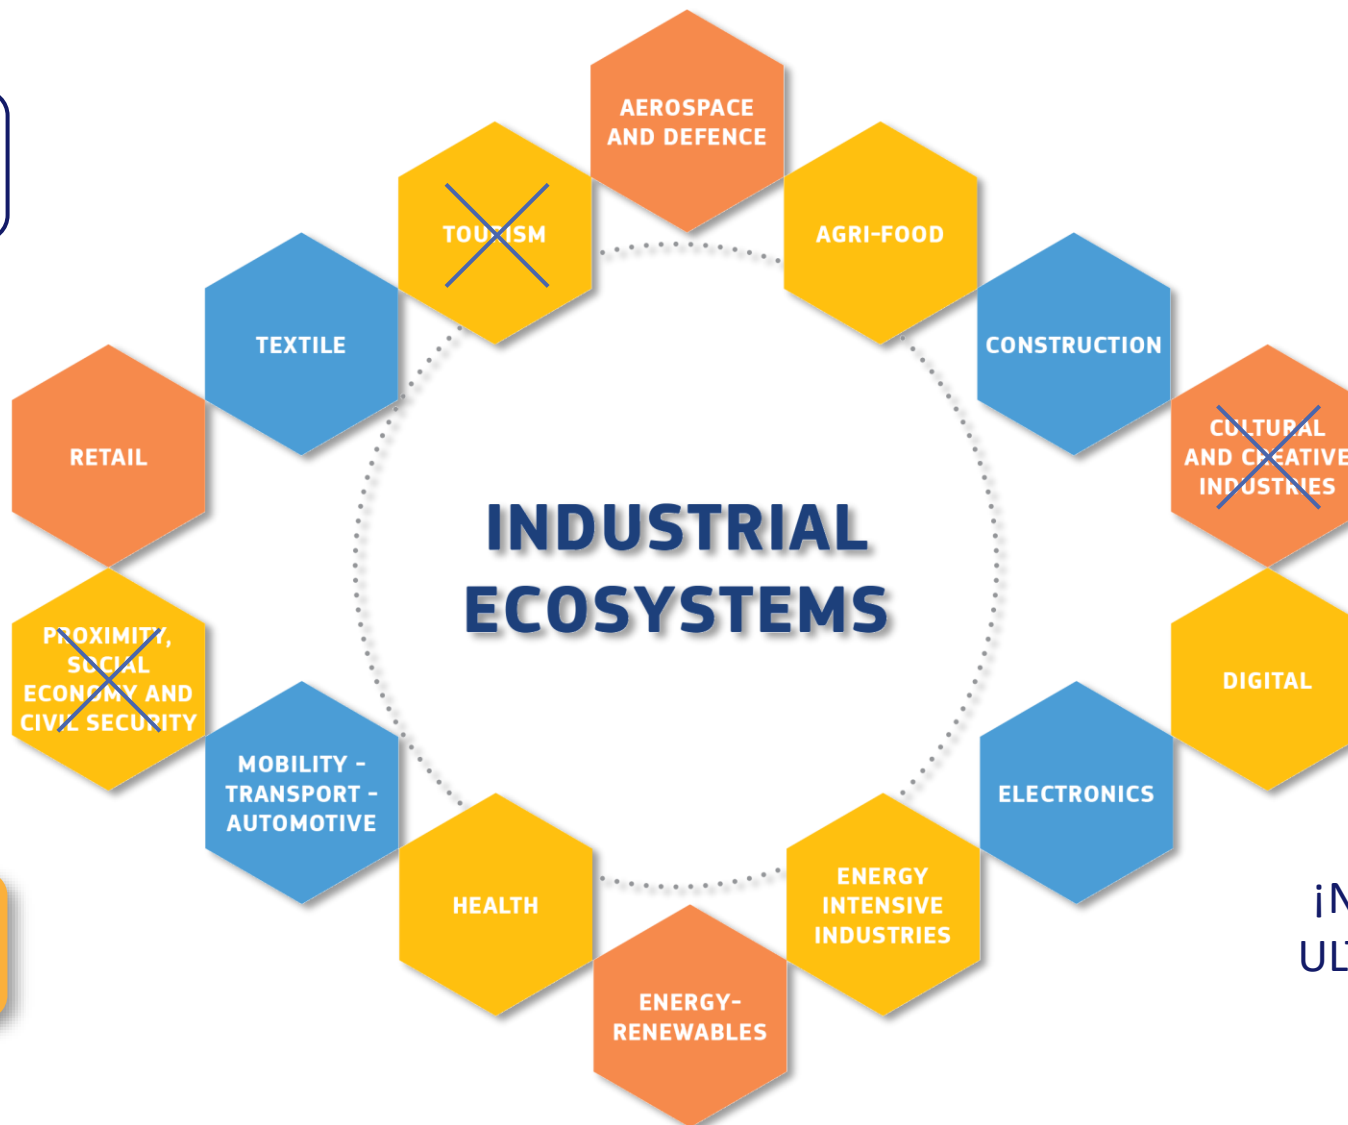 AEROSPACE
AND DEFENCE
TOURISM
AGRI-FOOD
TEXTILE
CONSTRUCTION
RETAIL
CULTURAL
AND CREATIVE
INDUSTRIES
INDUSTRIAL
ECOSYSTEMS
PROXIMITY,
SOCIAL
ECONOMY AND
CIVIL SECURITY
DIGITAL
MOBILITY -
TRANSPORT -
AUTOMOTIVE
ELECTRONICS
HEALTH
ENERGY
INTENSIVE
INDUSTRIES
ENERGY-
RENEWABLES